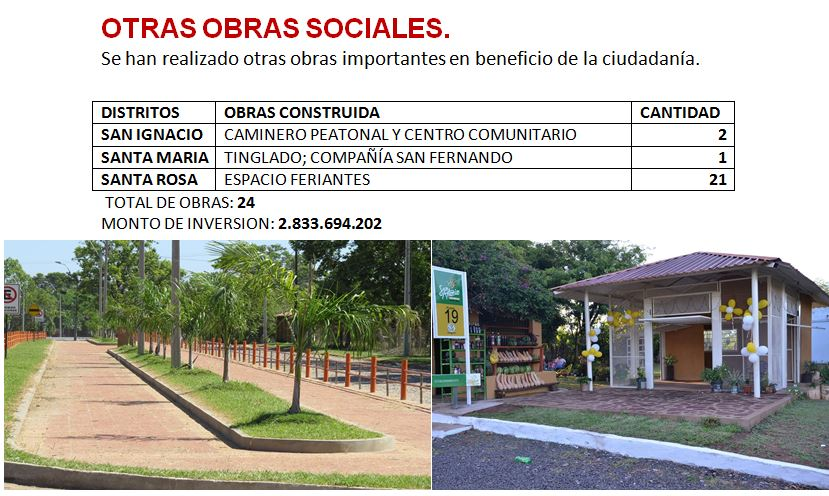 OTRAS OBRAS SOCIALES.
Se han realizado otras obras importantes en beneficio de la ciudadanía.
DISTRITOS OBRAS CONSTRUIDA CANTIDAD
SAN IGNACIO CAMINERO PEATONAL Y CENTRO COMUNITARIO 2
SANTA MARIA TINGLADO; COMPAÑÍA SAN FERNANDO 1
SANTA ROSA ESPACIO FERIANTES 21
TOTAL DE OBRAS: 24
MONTO DE INVERSION: 2.833.694.202
19